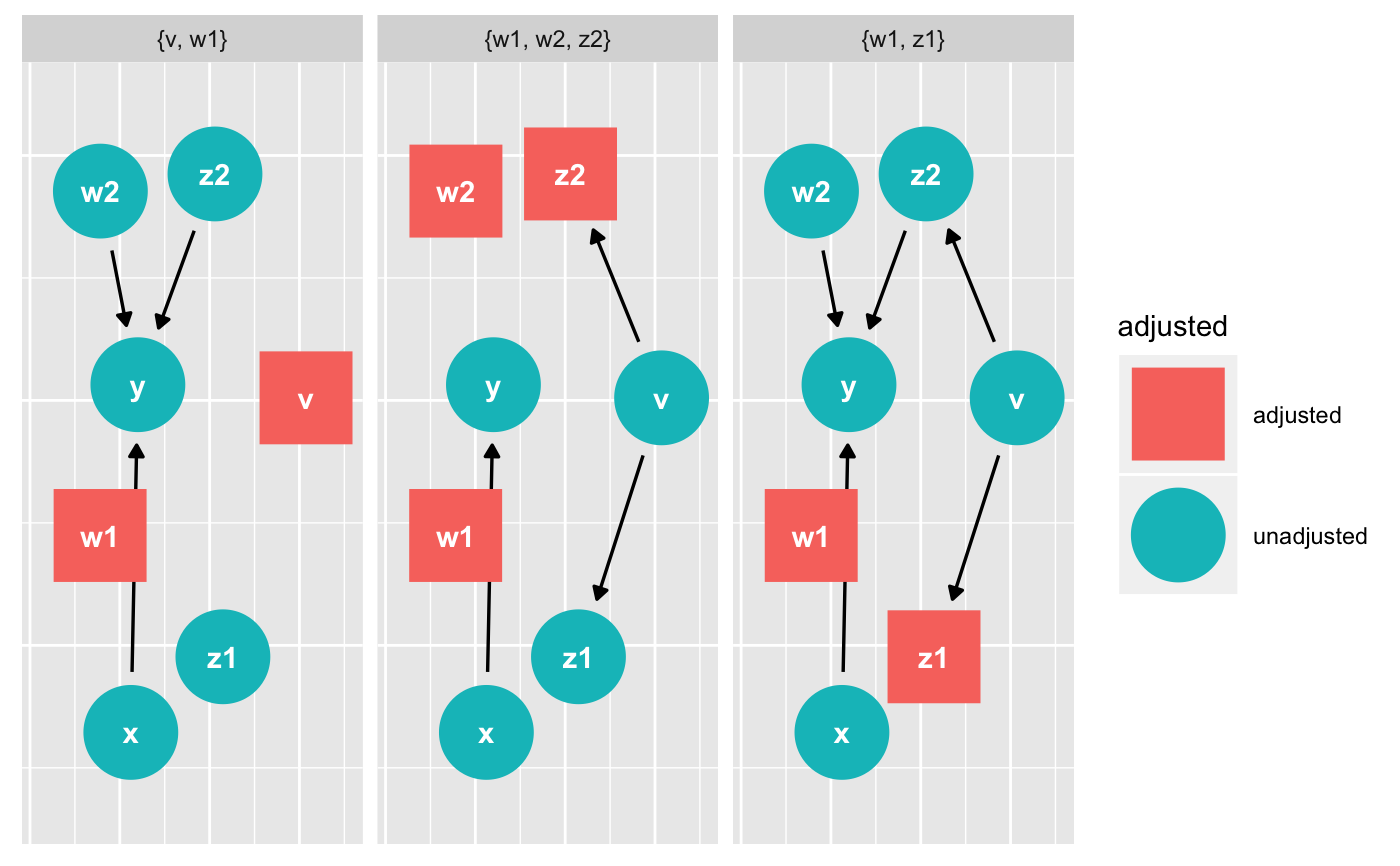 {v, w1}
{w1, w2, z2}
{w1, z1}
w2
z2
y
v
w1
z1
x
w2
z2
y
v
w1
z1
x
w2
z2
y
v
w1
z1
x
adjusted
adjusted
unadjusted